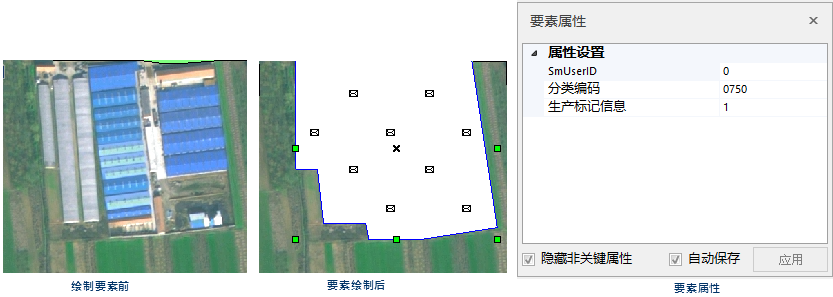 要素属性
属性设置
SmUserID 0
分类编码 0750
生产标记信息 1
隐藏非关键属性 自动保存 应用
绘制要素前 要素绘制后 要素属性